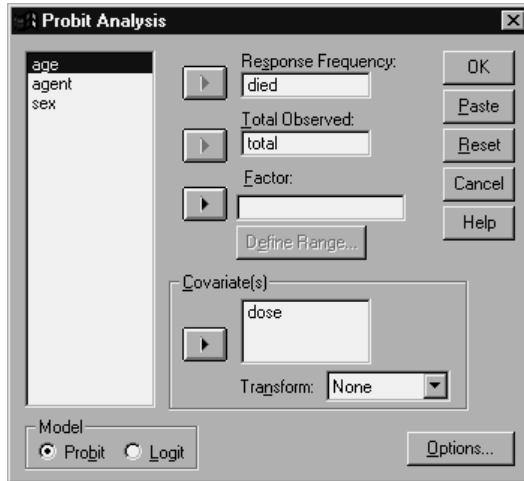 Probit Analysis
age
agent
sex
Response Frequency:
died
Total Observed:
total
Factor:
Define Range...
Covariate(s)
dose
Transform: None
Model
Probit Logit
OK
Paste
Reset
Cancel
Help
Options...